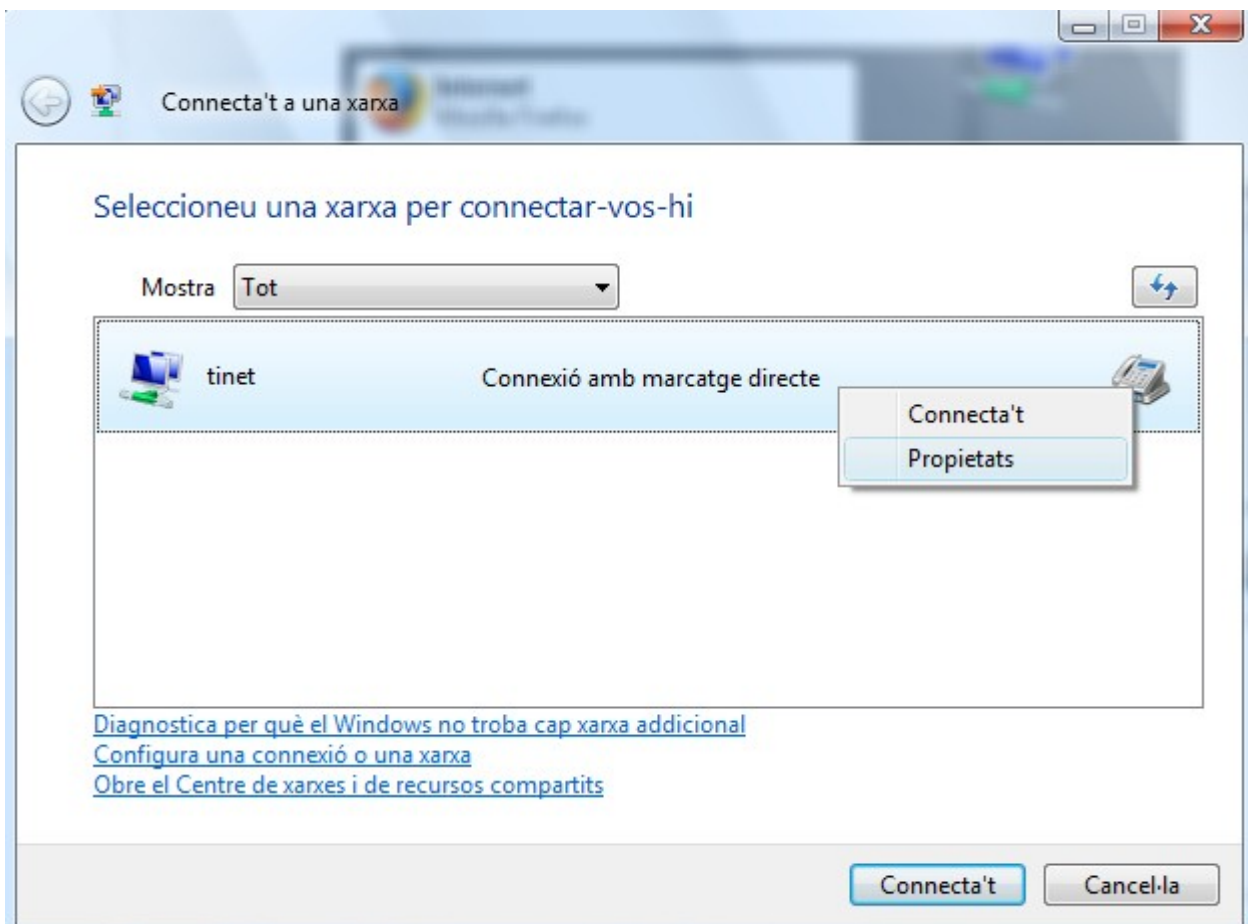 Connecta't a una xarxa
Seleccioneu una xarxa per connectar-vos-hi
Mostra Tot
tinet Connexió amb marcatge directe
Connecta't
Propietats
Diagnostica per què el Windows no troba cap xarxa addicional
Configura una connexió o una xarxa
Obre el Centre de xarxes i de recursos compartits
Connecta't Cancel·la